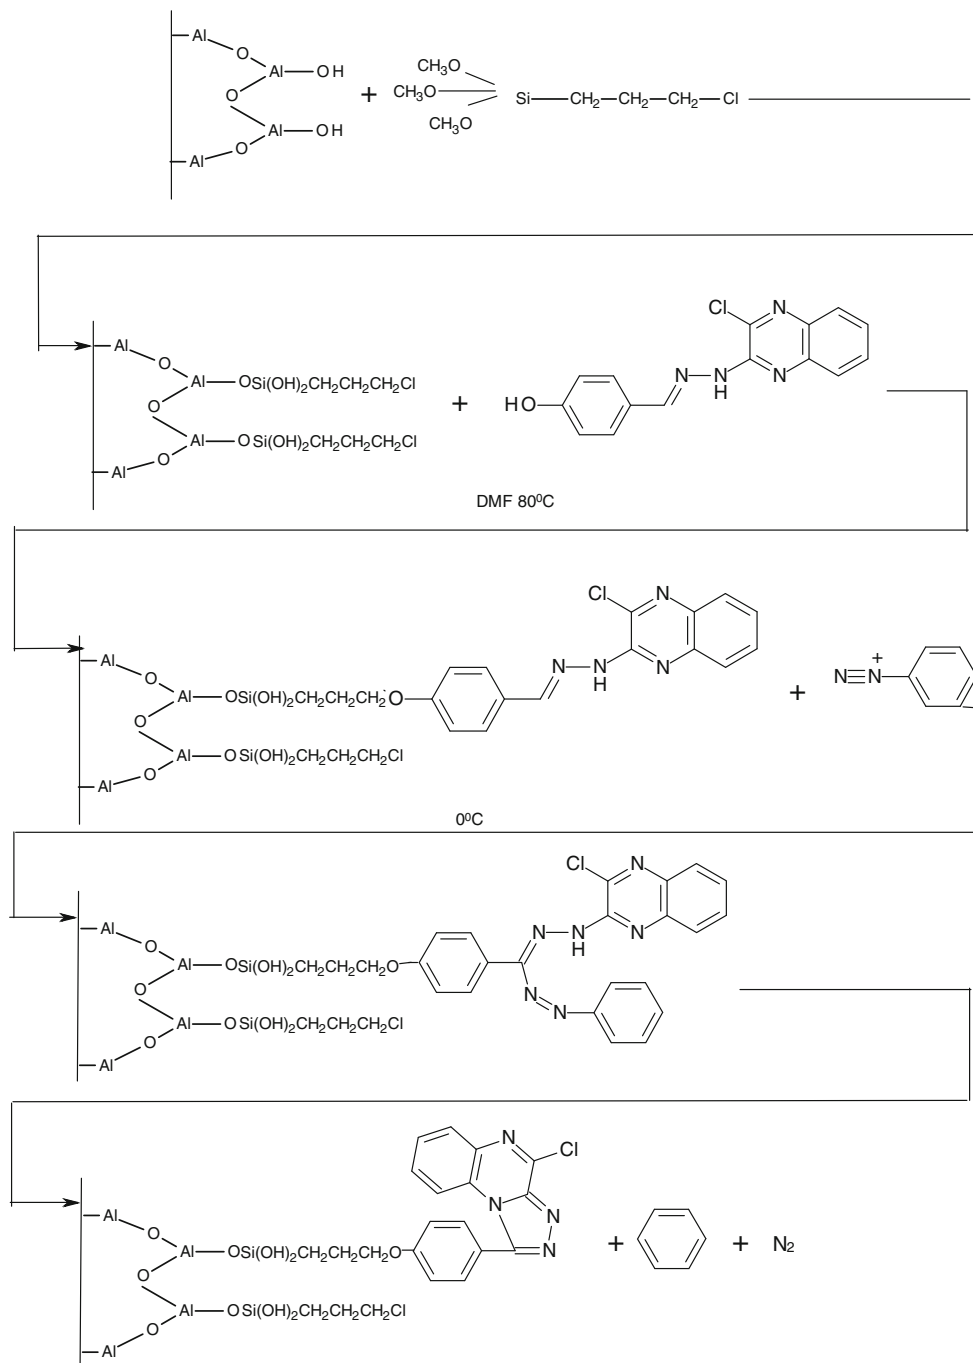 Al
O
Al—OH
O
Al—OH
O
Al
+
CH3O
CH3O
CH3O
Si—CH2—CH2—CH2—Cl
Al
O
Al—OSi(OH)2CH2CH2CH2Cl
O
Al—OSi(OH)2CH2CH2CH2Cl
O
Al
+
HO
N
N
H
Cl
N
N
DMF 80⁰C
Al
O
Al—OSi(OH)2CH2CH2CH2O
O
Al—OSi(OH)2CH2CH2CH2Cl
O
Al
N
N
H
Cl
N
N
+
N≡N
+
0⁰C
Al
O
Al—OSi(OH)2CH2CH2CH2O
O
Al—OSi(OH)2CH2CH2CH2Cl
O
Al
N
N
H
Cl
N
N
N=N
Al
O
Al—OSi(OH)2CH2CH2CH2O
O
Al—OSi(OH)2CH2CH2CH2Cl
O
Al
N
Cl
N
N
N
+
+
N2